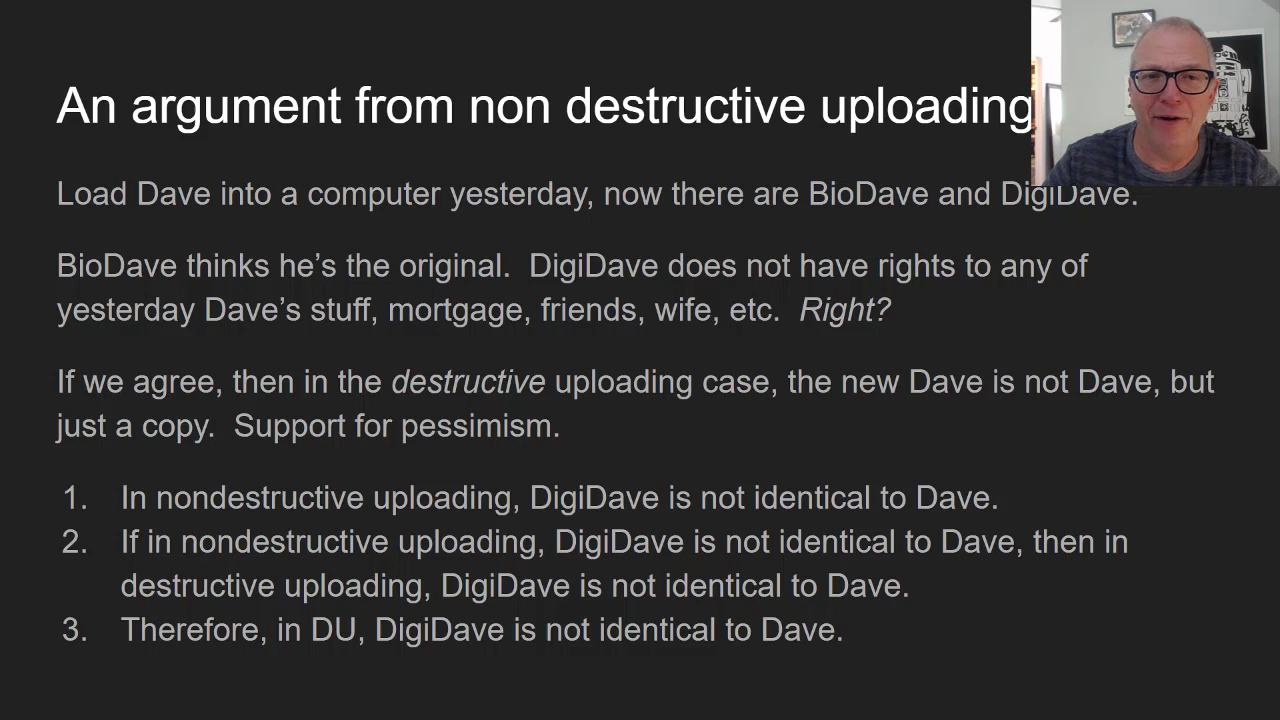 An argument from non destructive uploading
Load Dave into a computer yesterday, now there are BioDave and DigiDave.
BioDave thinks he’s the original.  DigiDave does not have rights to any of
yesterday Dave’s stuff, mortgage, friends, wife, etc.  Right?
If we agree, then in the destructive uploading case, the new Dave is not Dave, but
just a copy.  Support for pessimism.
1. In nondestructive uploading, DigiDave is not identical to Dave.
2. If in nondestructive uploading, DigiDave is not identical to Dave, then in
destructive uploading, DigiDave is not identical to Dave.
3. Therefore, in DU, DigiDave is not identical to Dave.